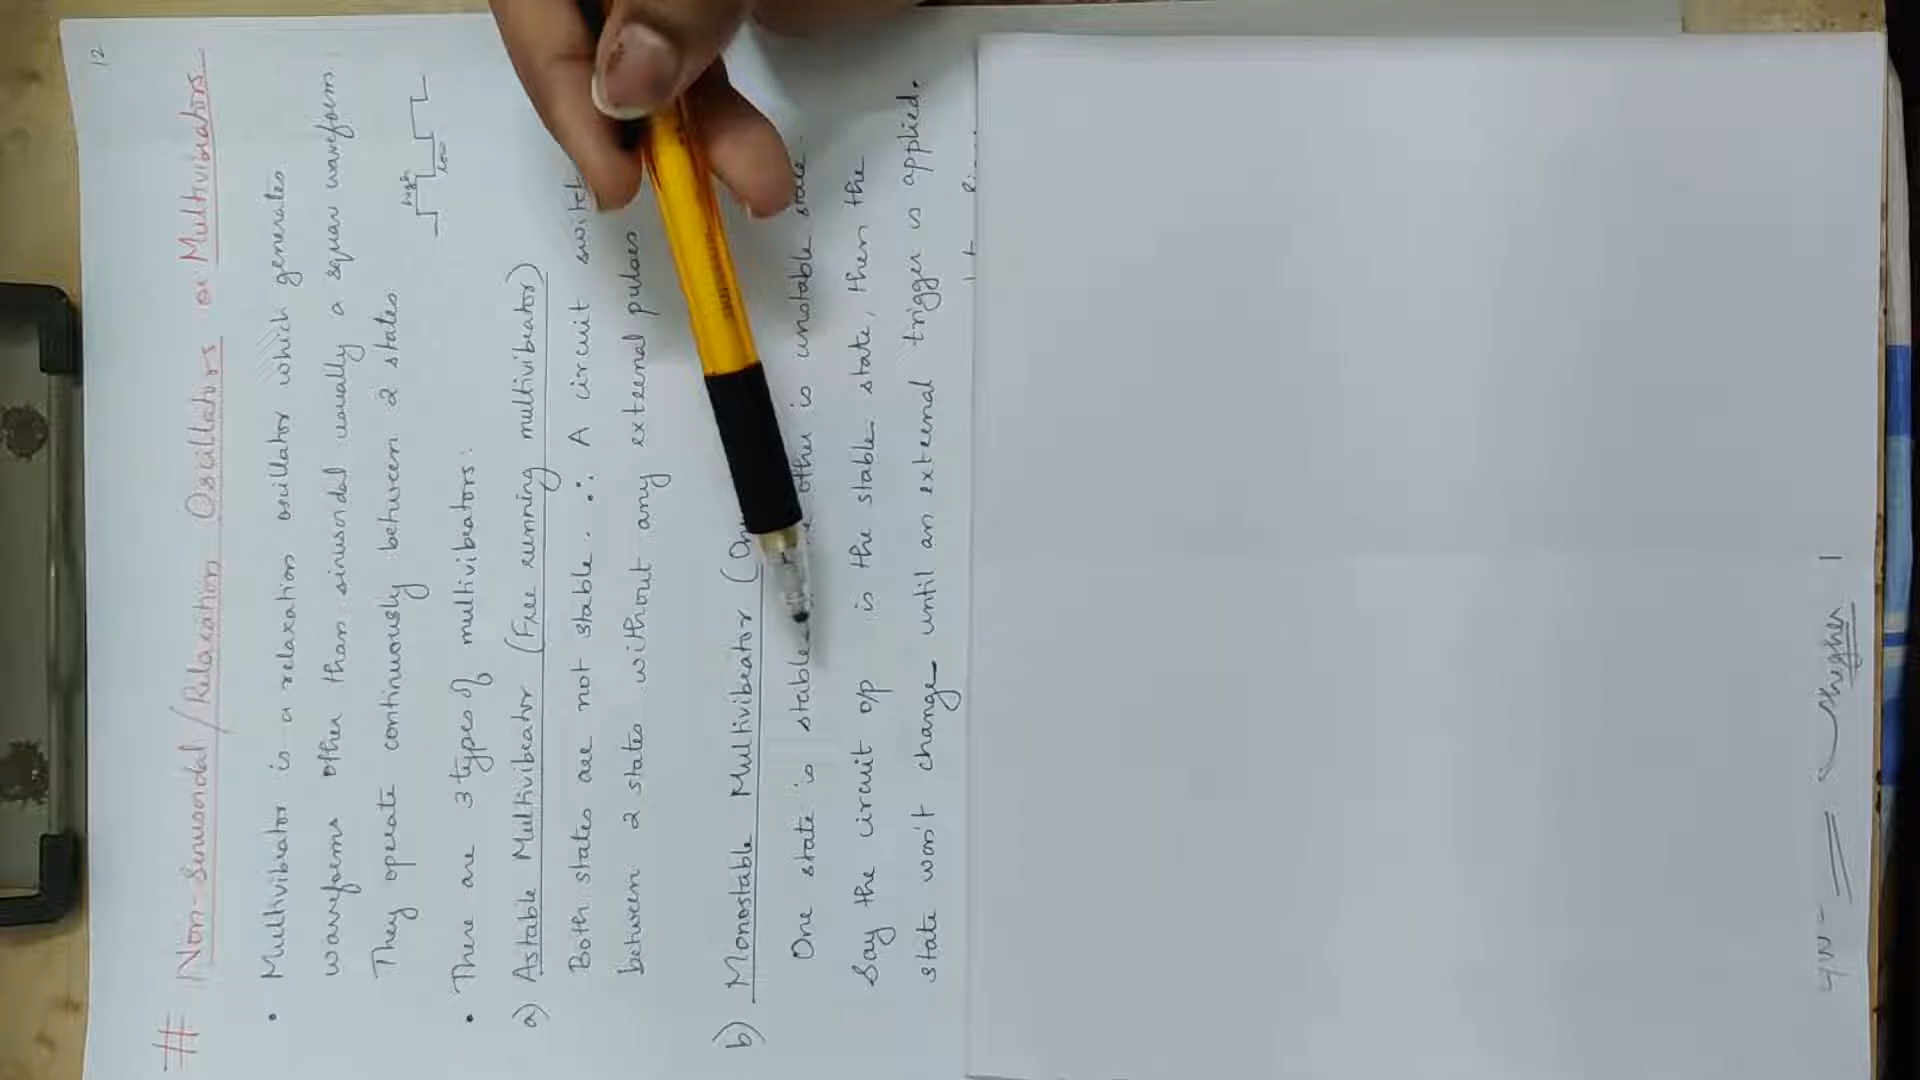 12
# Non-Sinusoidal/Relaxation Oscillators or Multivibrators
• Multivibrator is a relaxation oscillator which generates
waveforms other than sinusoidal usually a square waveform.
They operate continuously between 2 states
high
low
• There are 3 types of multivibrators:
a) Astable Multivibrator (Free running multivibrator)
Both states are not stable. ∴ A circuit
between 2 states without any external pulses
b) Monostable Multivibrator (
One state is stable other is unstable state.
Say the circuit o/p is the stable state, then the
state won't change until an external trigger is applied.